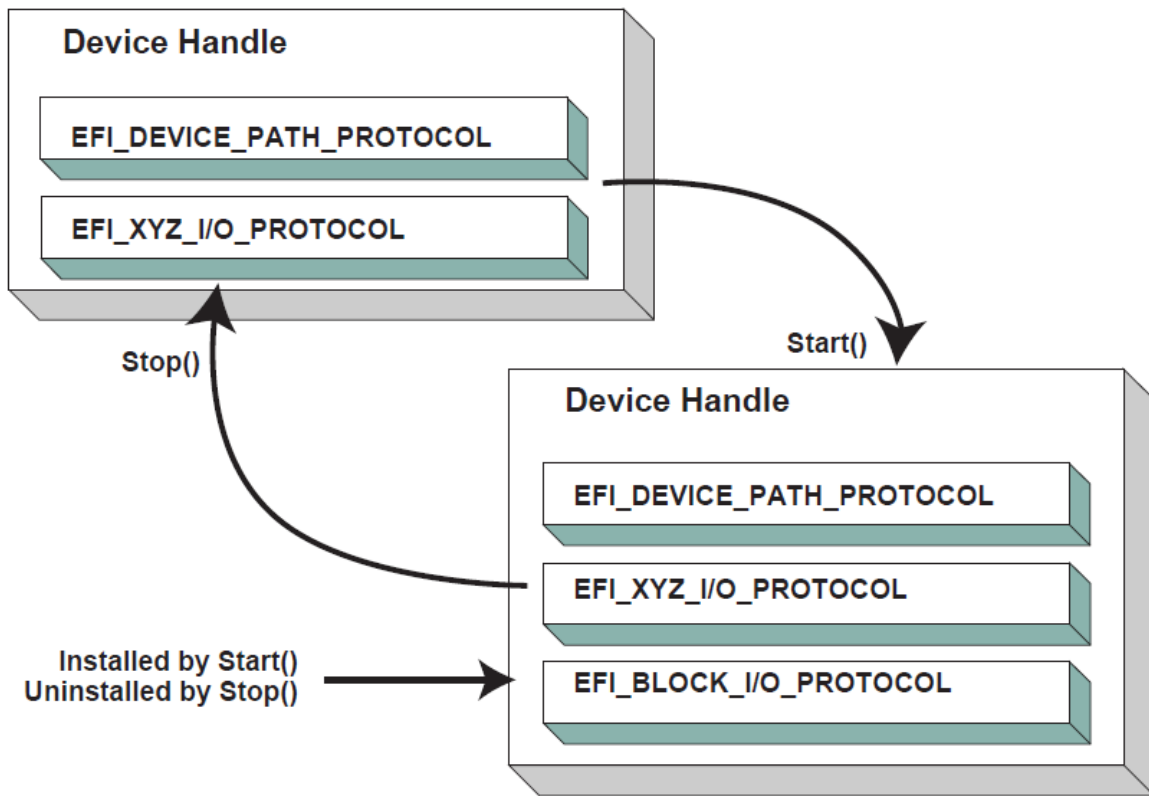 Device Handle
EFI_DEVICE_PATH_PROTOCOL
EFI_XYZ_I/O_PROTOCOL
Stop()
Start()
Device Handle
EFI_DEVICE_PATH_PROTOCOL
EFI_XYZ_I/O_PROTOCOL
Installed by Start()
Uninstalled by Stop()
EFI_BLOCK_I/O_PROTOCOL